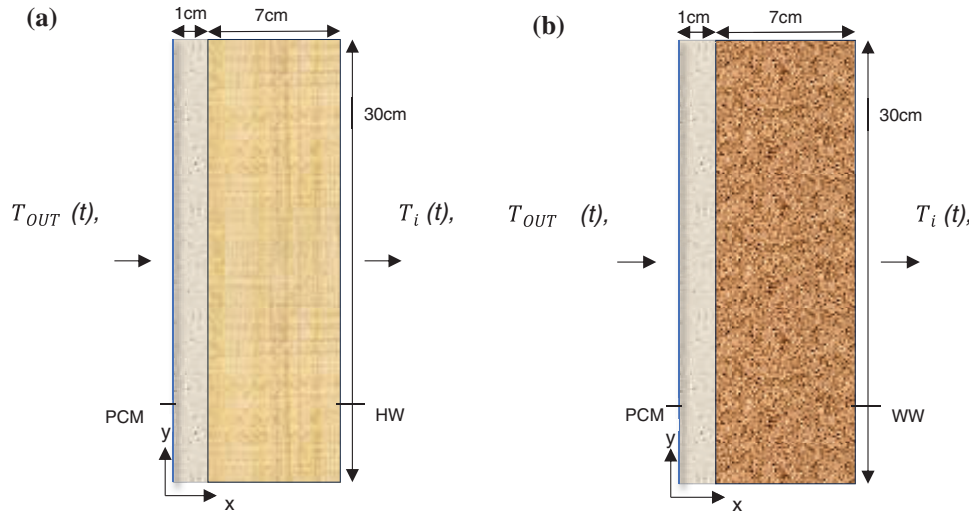 (a)
1cm
7cm
30cm
T_OUT (t),
T_i (t),
PCM
HW
y
x
(b)
1cm
7cm
30cm
T_OUT (t),
T_i (t),
PCM
WW
y
x